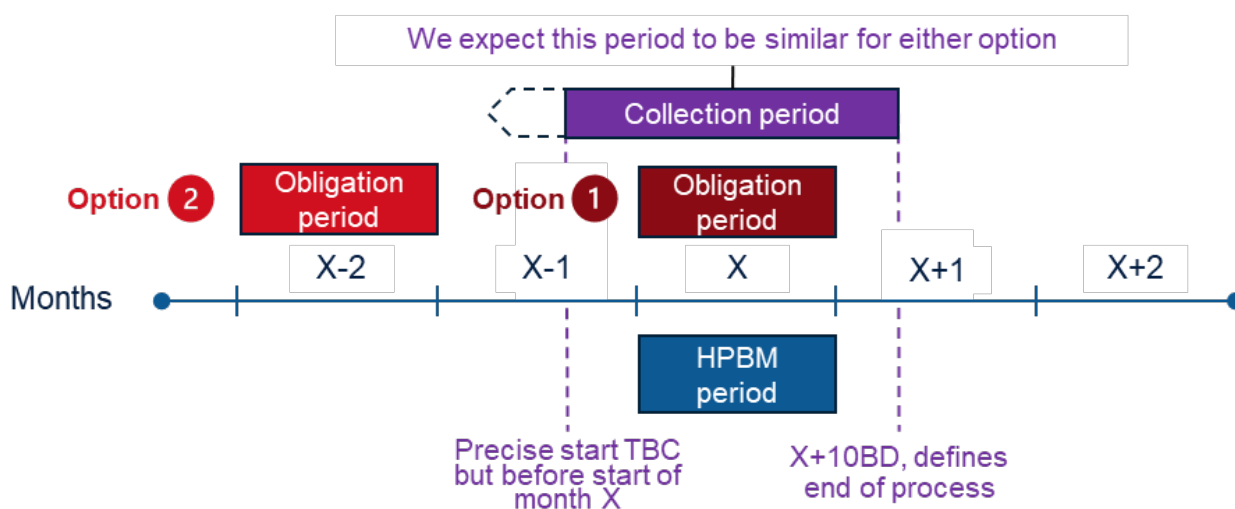 We expect this period to be similar for either option
Collection period
Option 2
Obligation
period
Option 1
Obligation
period
X-2
X-1
X
X+1
X+2
Months
HPBM
period
Precise start TBC
but before start of
month X
X+10BD, defines
end of process